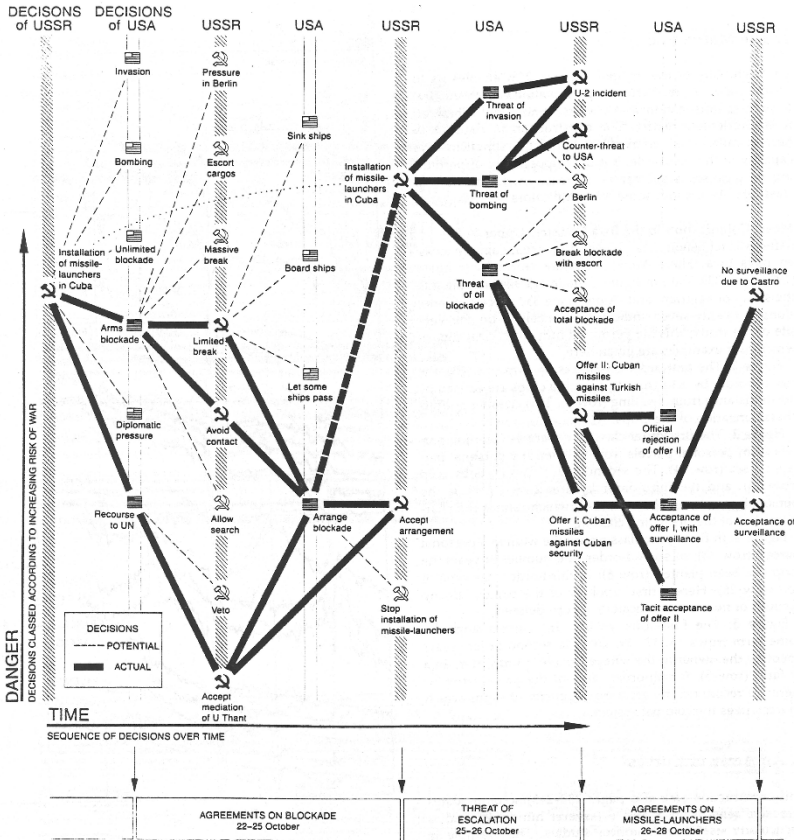 DECISIONS
of USSR
DECISIONS
of USA
USSR
USA
USSR
USA
USSR
USA
USSR
Invasion
Pressure
in Berlin
Sink ships
Threat of
invasion
U-2 incident
Counter-threat
to USA
Bombing
Escort
cargos
Installation
of missile-
launchers
in Cuba
Threat of
bombing
Berlin
Unlimited
blockade
Massive
break
Board ships
Threat
of oil
blockade
Break blockade
with escort
Acceptance of
total blockade
No surveillance
due to Castro
Installation
of missile-
launchers
in Cuba
Arms
blockade
Limited
break
Let some
ships pass
Offer II: Cuban
missiles
against Turkish
missiles
Official
rejection
of offer II
Diplomatic
pressure
Avoid
contact
Recourse
to UN
Allow
search
Arrange
blockade
Accept
arrangement
Offer I: Cuban
missiles
against Cuban
security
Acceptance of
offer I, with
surveillance
Acceptance of
surveillance
Veto
Stop
installation of
missile-launchers
Tacit acceptance
of offer II
Accept
mediation
of U Thant
DECISIONS
POTENTIAL
ACTUAL
DANGER
DECISIONS CLASSED ACCORDING TO INCREASING RISK OF WAR
TIME
SEQUENCE OF DECISIONS OVER TIME
AGREEMENTS ON BLOCKADE
22–25 October
THREAT OF
ESCALATION
25–26 October
AGREEMENTS ON
MISSILE-LAUNCHERS
26–28 October